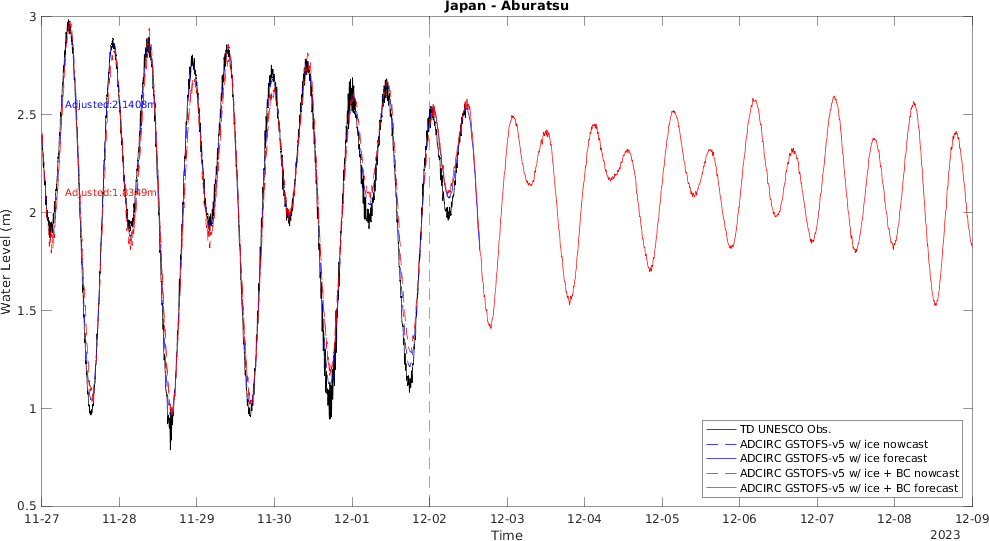 Japan - Aburatsu
3
2.5
2
1.5
1
0.5
Water Level (m)
Adjusted:2.1408m
Adjusted:1.8349m
TD UNESCO Obs.
ADCIRC GSTOFS-v5 w/ ice nowcast
ADCIRC GSTOFS-v5 w/ ice forecast
ADCIRC GSTOFS-v5 w/ ice + BC nowcast
ADCIRC GSTOFS-v5 w/ ice + BC forecast
11-27 11-28 11-29 11-30 12-01 12-02 12-03 12-04 12-05 12-06 12-07 12-08 12-09
Time
2023